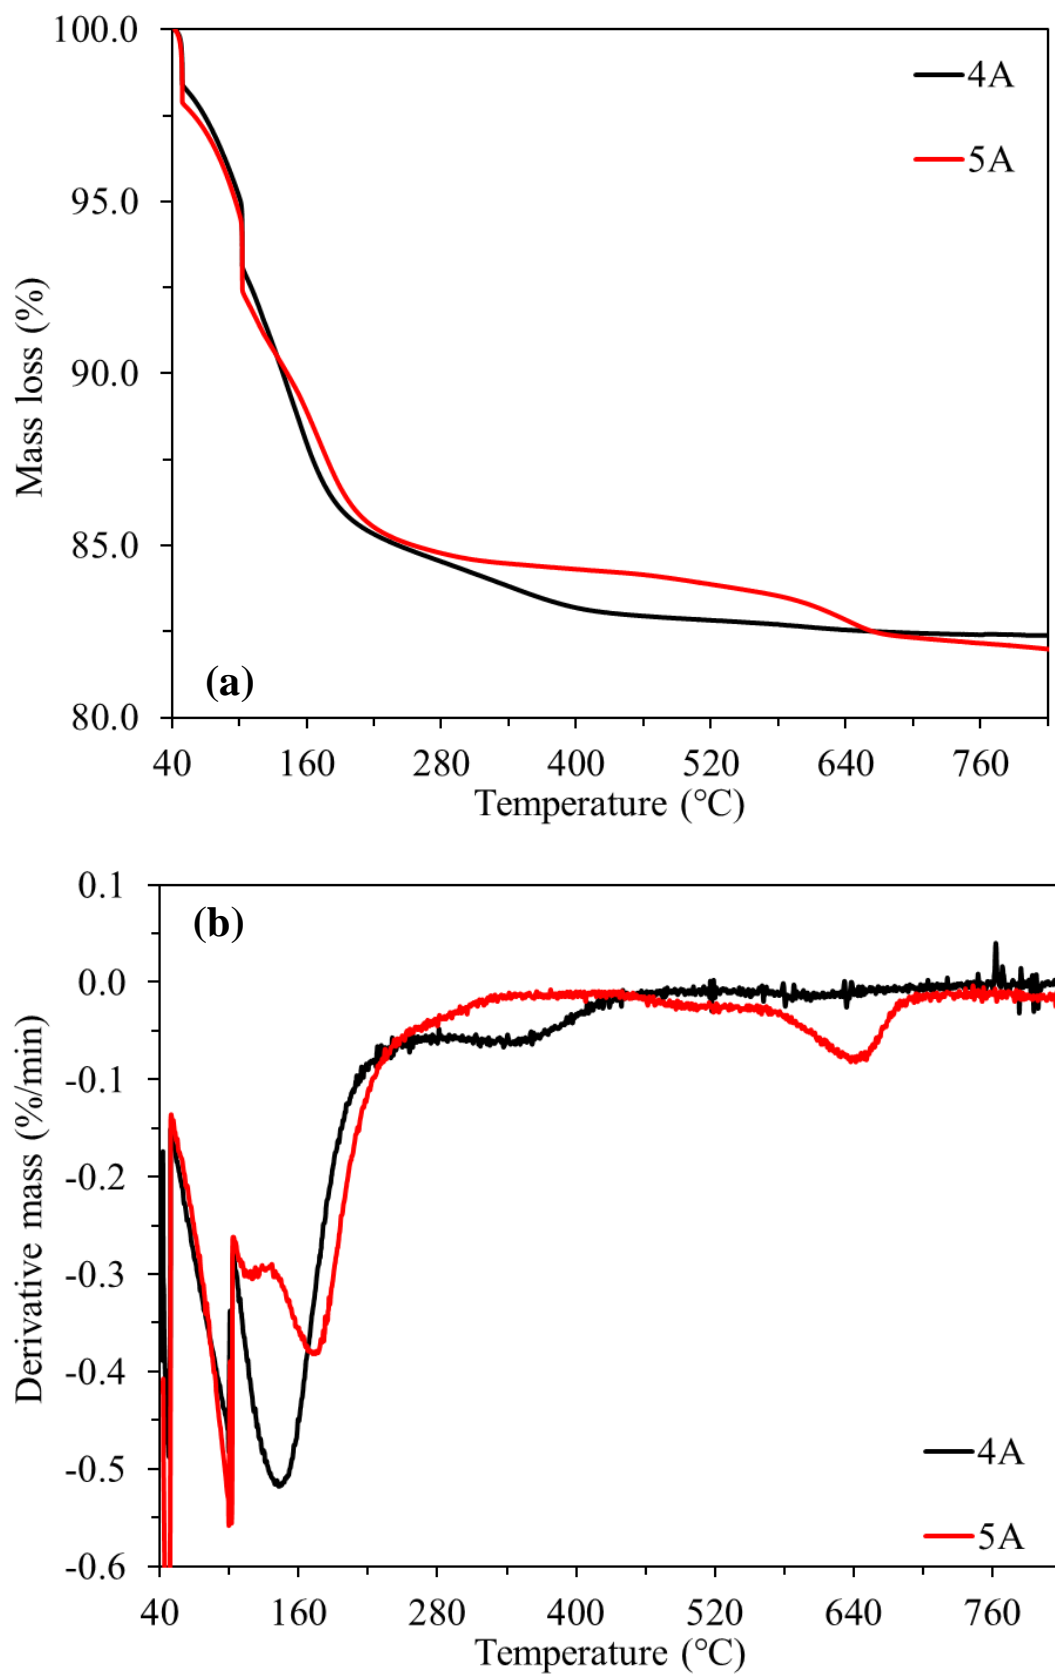 100.0
4A
5A
95.0
90.0
85.0
80.0
Mass loss (%)
(a)
40 160 280 400 520 640 760
Temperature (°C)
0.1
(b)
0.0
-0.1
-0.2
-0.3
-0.4
-0.5
-0.6
Derivative mass (%/min)
4A
5A
40 160 280 400 520 640 760
Temperature (°C)